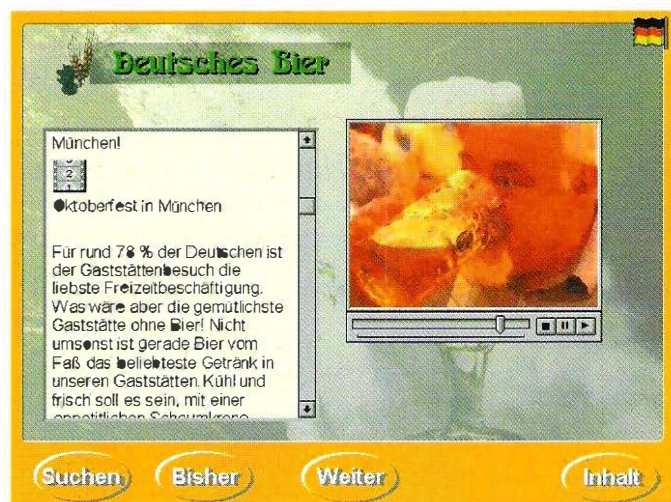 Deutsches Bier
München!
2
Oktoberfest in München
Für rund 78 % der Deutschen ist
der Gaststättenbesuch die
liebste Freizeitbeschäftigung.
Was wäre aber die gemütlichste
Gaststätte ohne Bier! Nicht
umsonst ist gerade Bier vom
Faß das beliebteste Getränk in
unseren Gaststätten. Kühl und
frisch soll es sein, mit einer
appetitlichen Schaumkrone
Suchen
Bisher
Weiter
Inhalt